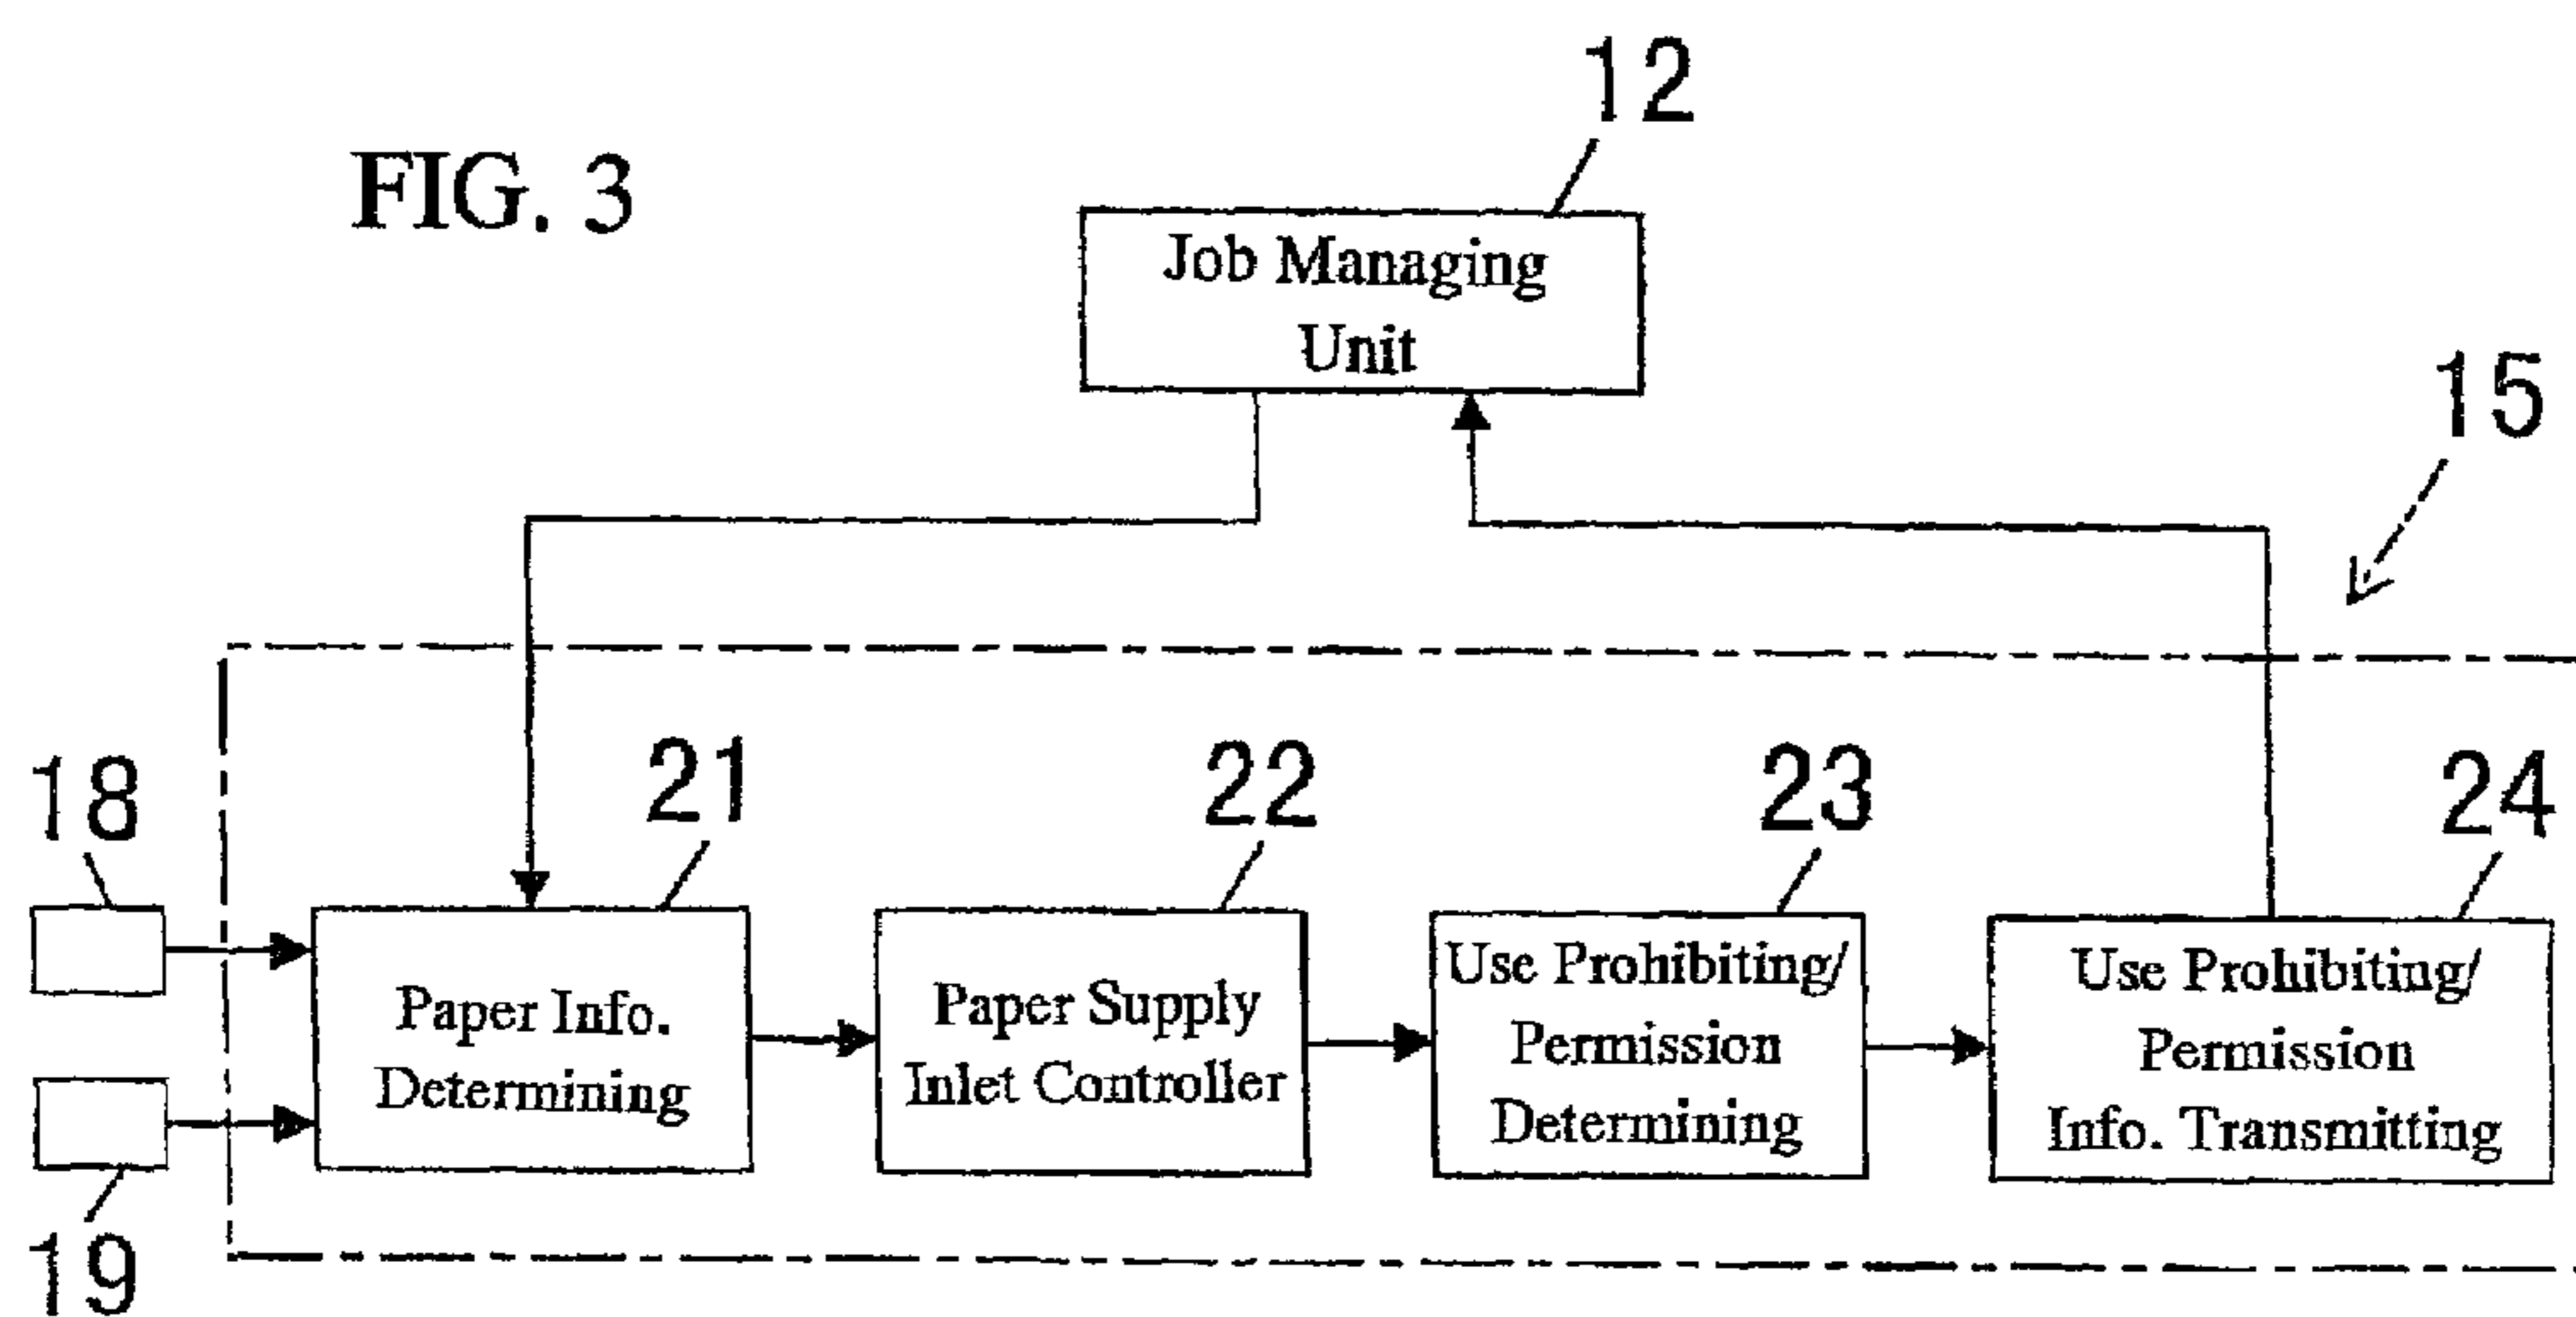 FIG. 3
12
Job Managing
Unit
15
18
21
22
23
24
Paper Info.
Determining
Paper Supply
Inlet Controller
Use Prohibiting/
Permission
Determining
Use Prohibiting/
Permission
Info. Transmitting
19